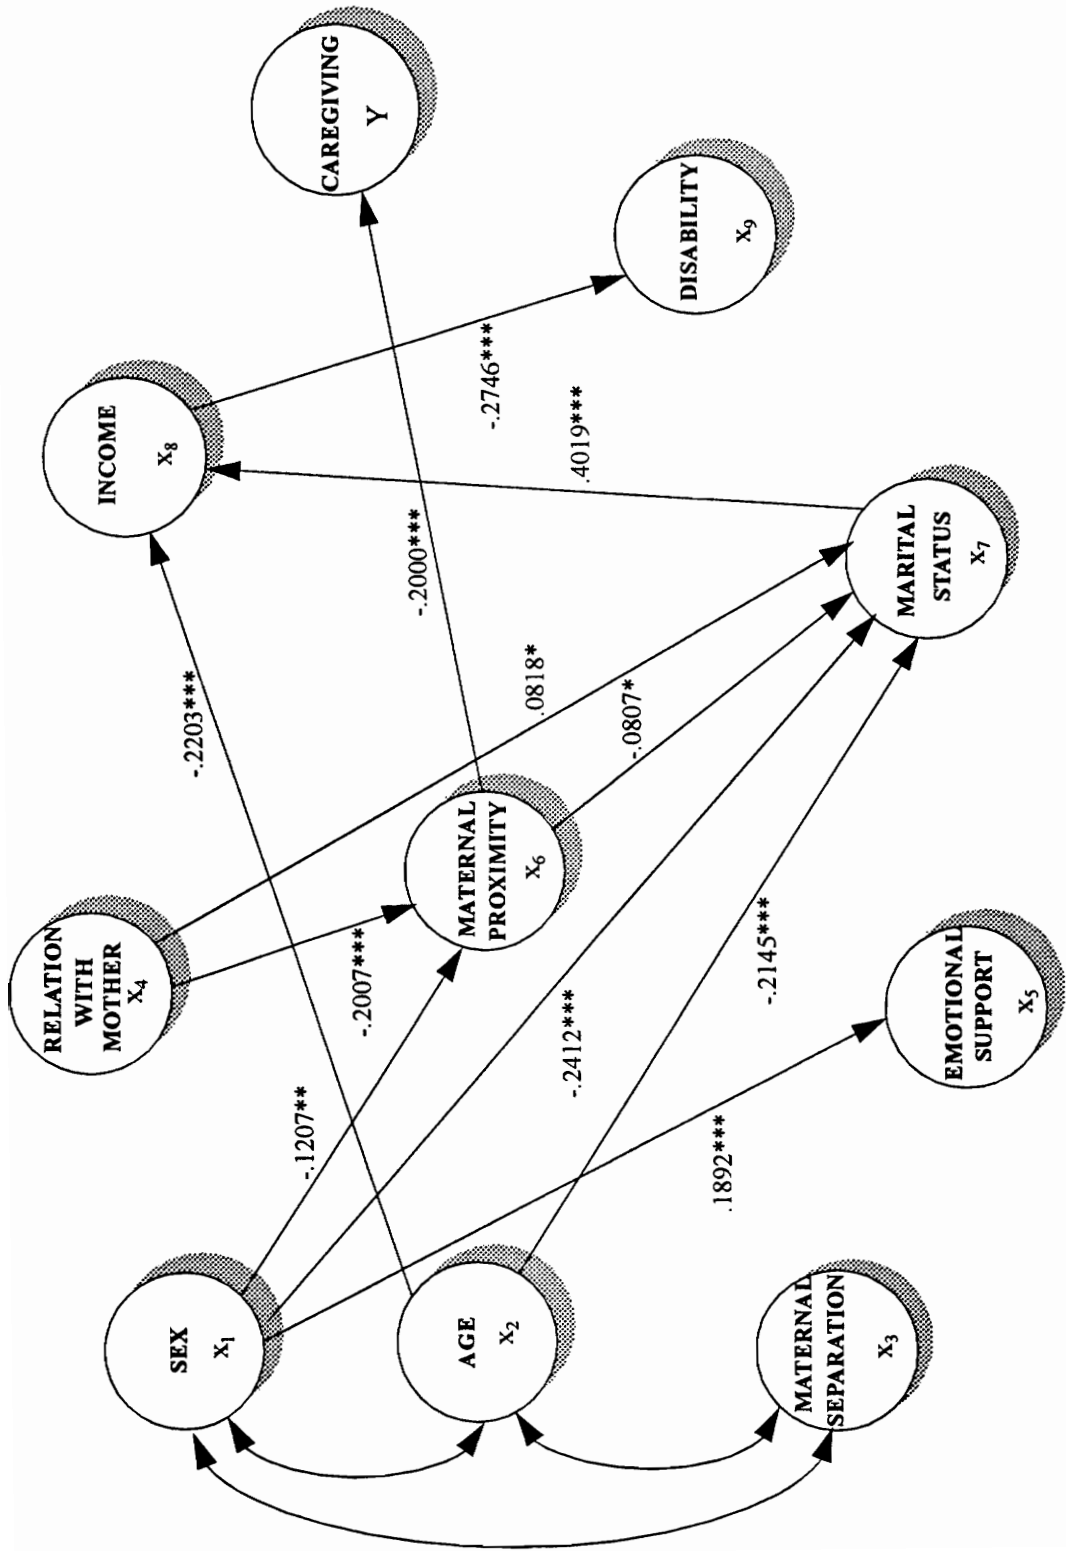 SEX
X1
AGE
X2
MATERNAL
SEPARATION
X3
RELATION
WITH
MOTHER
X4
EMOTIONAL
SUPPORT
X5
MATERNAL
PROXIMITY
X6
MARITAL
STATUS
X7
INCOME
X8
DISABILITY
X9
CAREGIVING
Y
-.1207**
-.2203***
-.2007***
-.2412***
.1892***
-.2145***
.0818*
-.0807*
-.2000***
.4019***
-.2746***